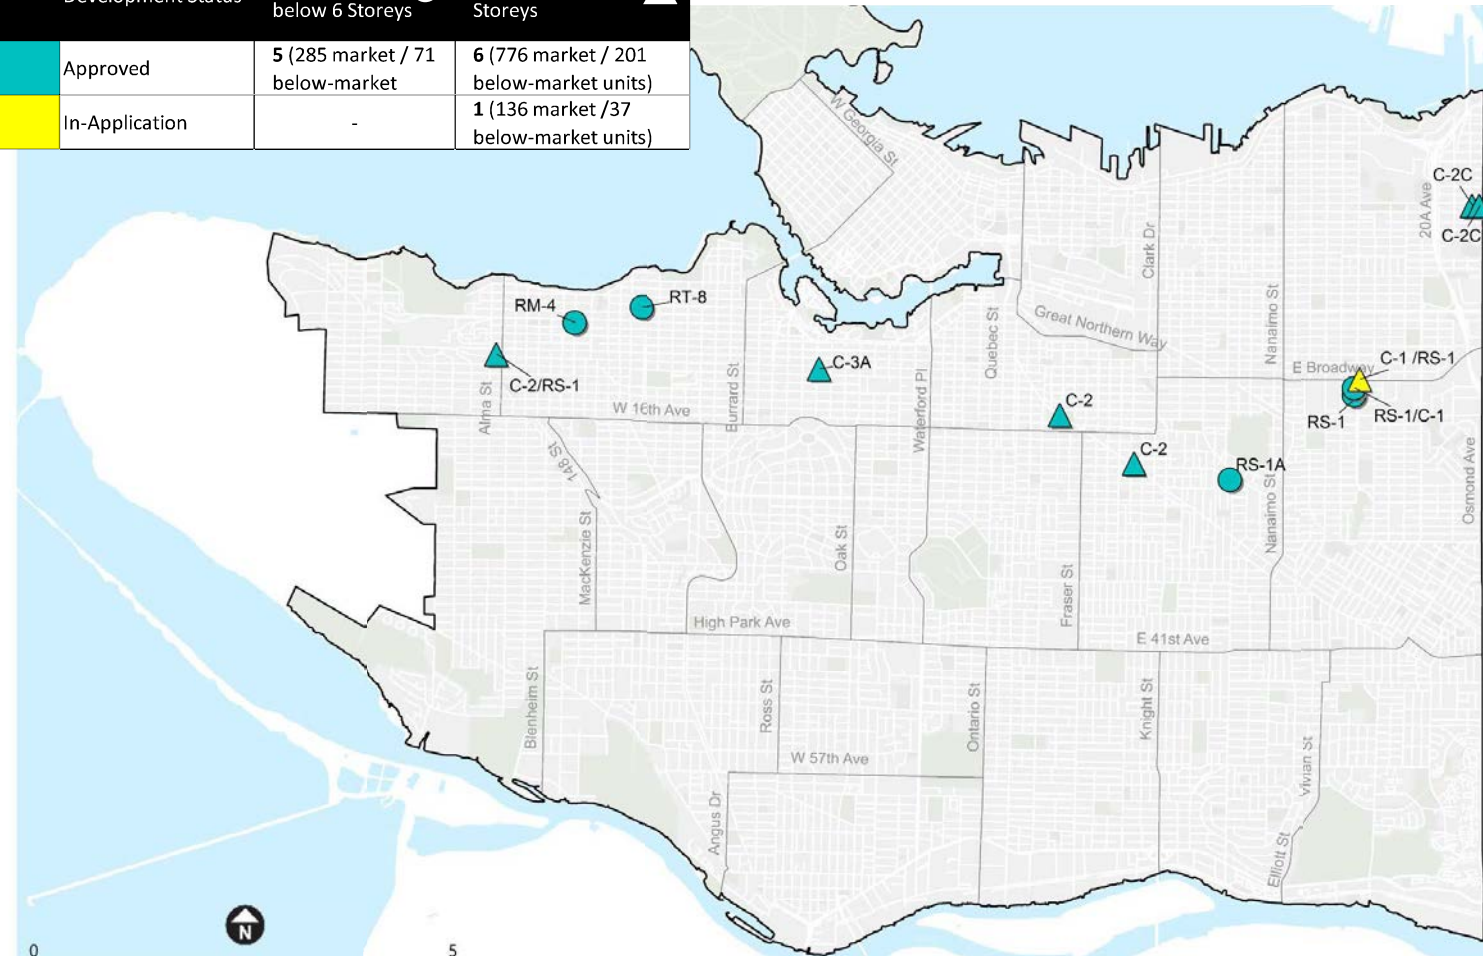 Development Status
below 6 Storeys
Storeys
Approved
5 (285 market / 71
below-market
6 (776 market / 201
below-market units)
In-Application
-
1 (136 market /37
below-market units)
W Georgia St
C-2C
20A Ave
C-2C
Clark Dr
RM-4
RT-8
Nanaimo St
Quebec St
Great Northern Way
C-2/RS-1
C-3A
E Broadway
C-1 /RS-1
Alma St
Burrard St
Waterford Pl
W 16th Ave
C-2
RS-1
RS-1/C-1
148 St
C-2
RS-1A
Osmond Ave
MacKenzie St
Oak St
Nanaimo St
Fraser St
High Park Ave
E 41st Ave
Blenheim St
Ross St
Ontario St
Knight St
W 57th Ave
Vivian St
Angus Dr
Elliott St
N
0
5